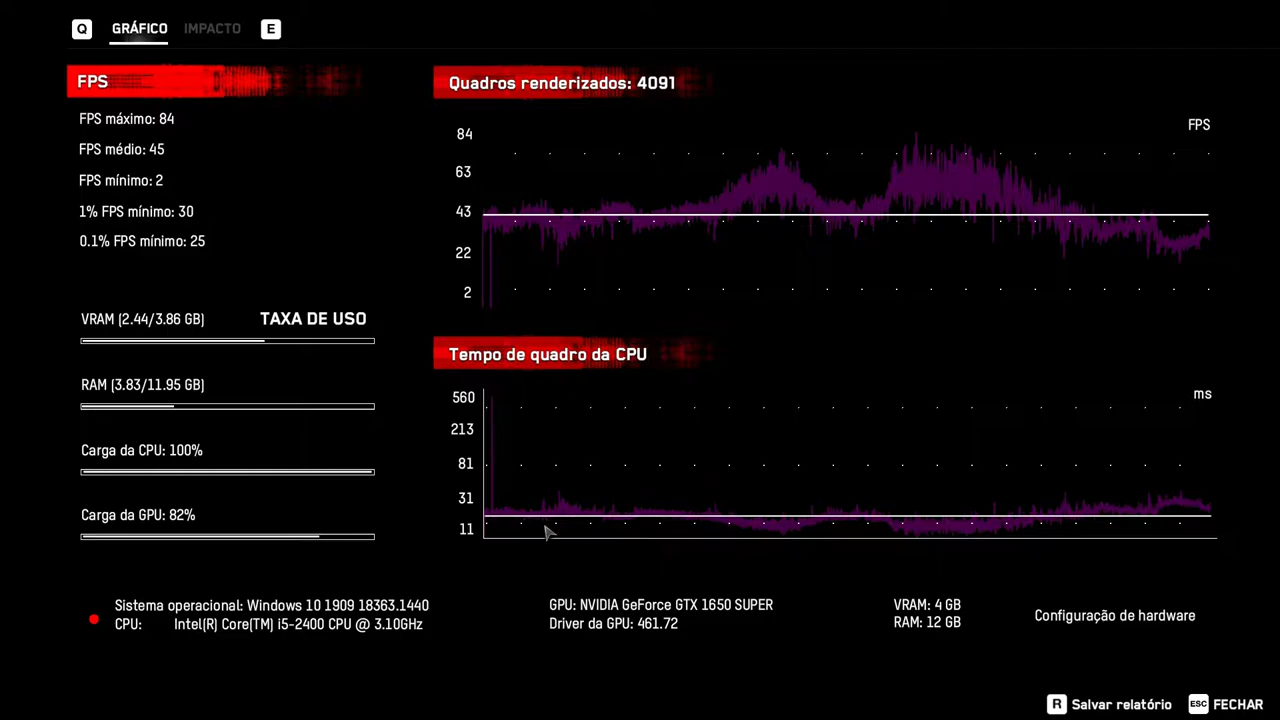 Q GRÁFICO IMPACTO E
FPS
FPS máximo: 84
FPS médio: 45
FPS mínimo: 2
1% FPS mínimo: 30
0.1% FPS mínimo: 25
VRAM (2.44/3.86 GB) TAXA DE USO
RAM (3.83/11.95 GB)
Carga da CPU: 100%
Carga da GPU: 82%
Quadros renderizados: 4091
FPS
84
63
43
22
2
Tempo de quadro da CPU
ms
560
213
81
31
11
Sistema operacional: Windows 10 1909 18363.1440
CPU: Intel(R) Core(TM) i5-2400 CPU @ 3.10GHz
GPU: NVIDIA GeForce GTX 1650 SUPER
Driver da GPU: 461.72
VRAM: 4 GB
RAM: 12 GB
Configuração de hardware
R Salvar relatório ESC FECHAR